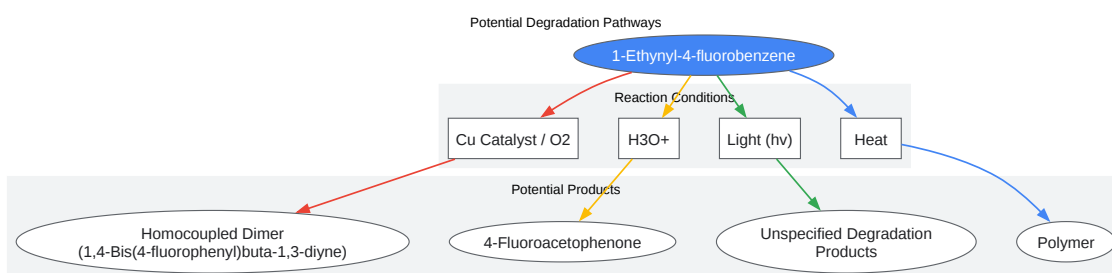 Potential Degradation Pathways
1-Ethynyl-4-fluorobenzene
Reaction Conditions
Cu Catalyst / O2
H3O+
Light (hv)
Heat
Potential Products
Homocoupled Dimer
(1,4-Bis(4-fluorophenyl)buta-1,3-diyne)
4-Fluoroacetophenone
Unspecified Degradation
Products
Polymer